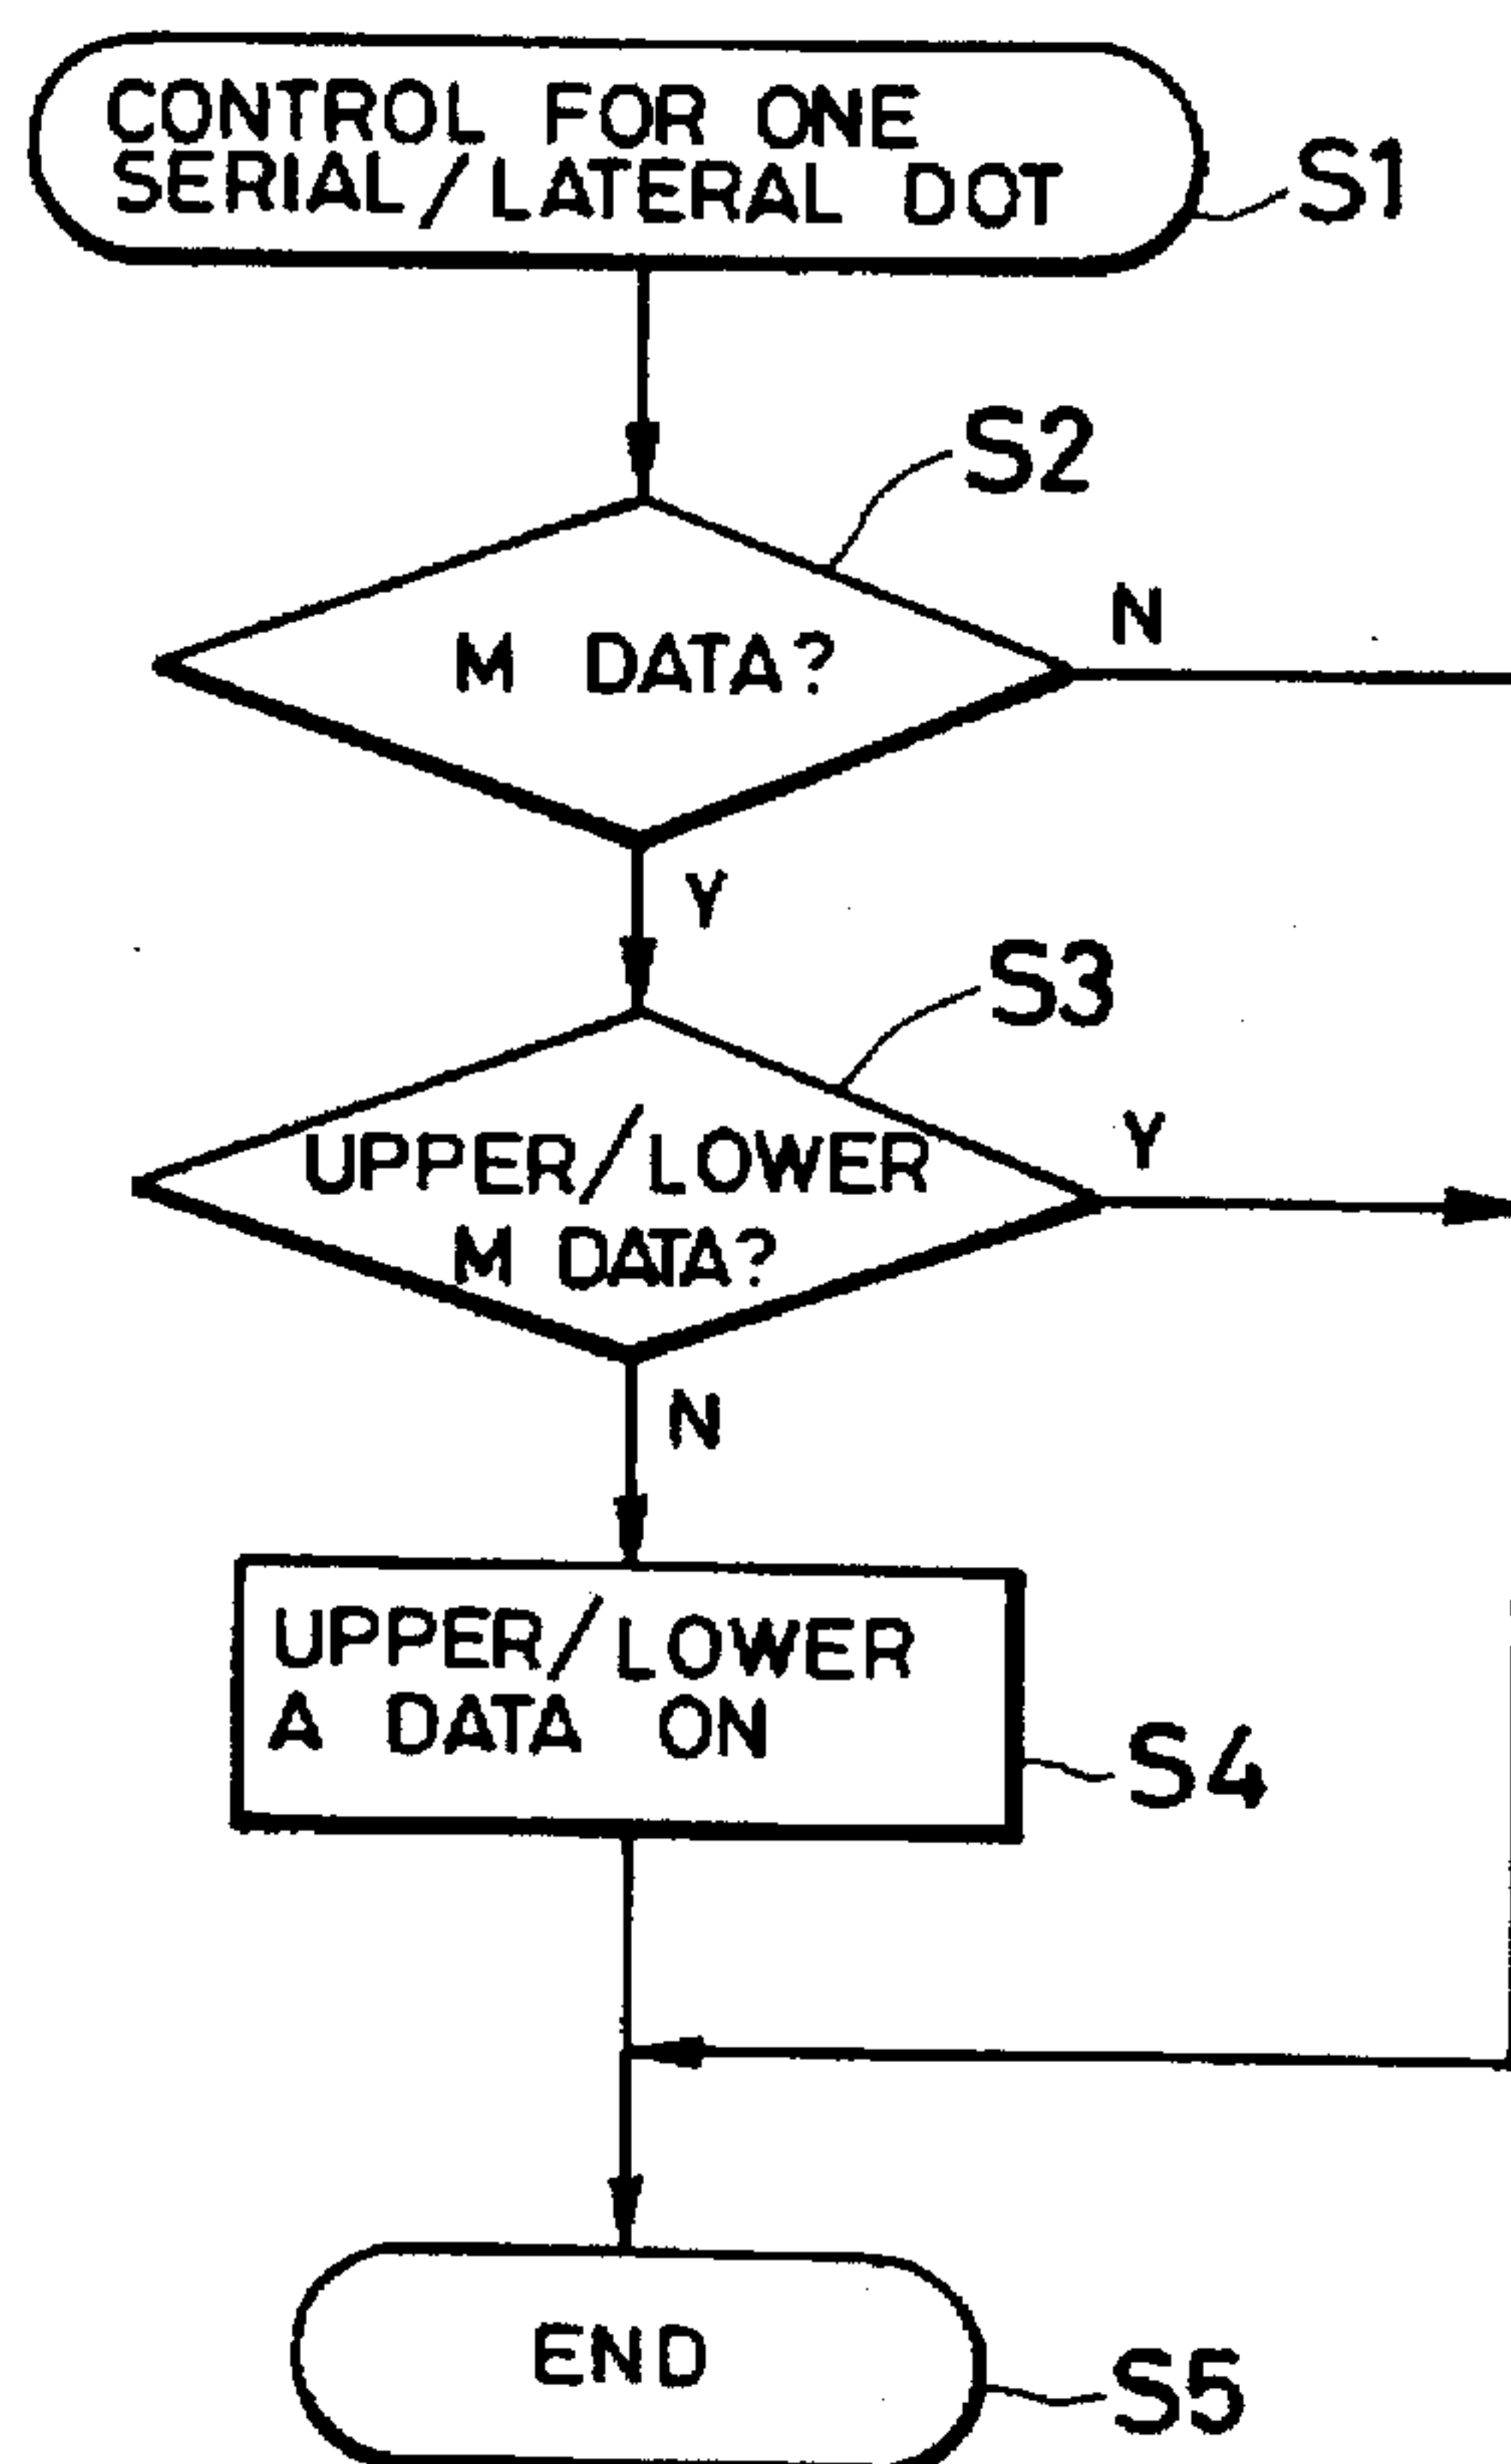 CONTROL FOR ONE
SERIAL/LATERAL DOT
S1
S2
M DATA?
N
Y
S3
UPPER/LOWER
M DATA?
Y
N
UPPER/LOWER
A DATA ON
S4
END
S5